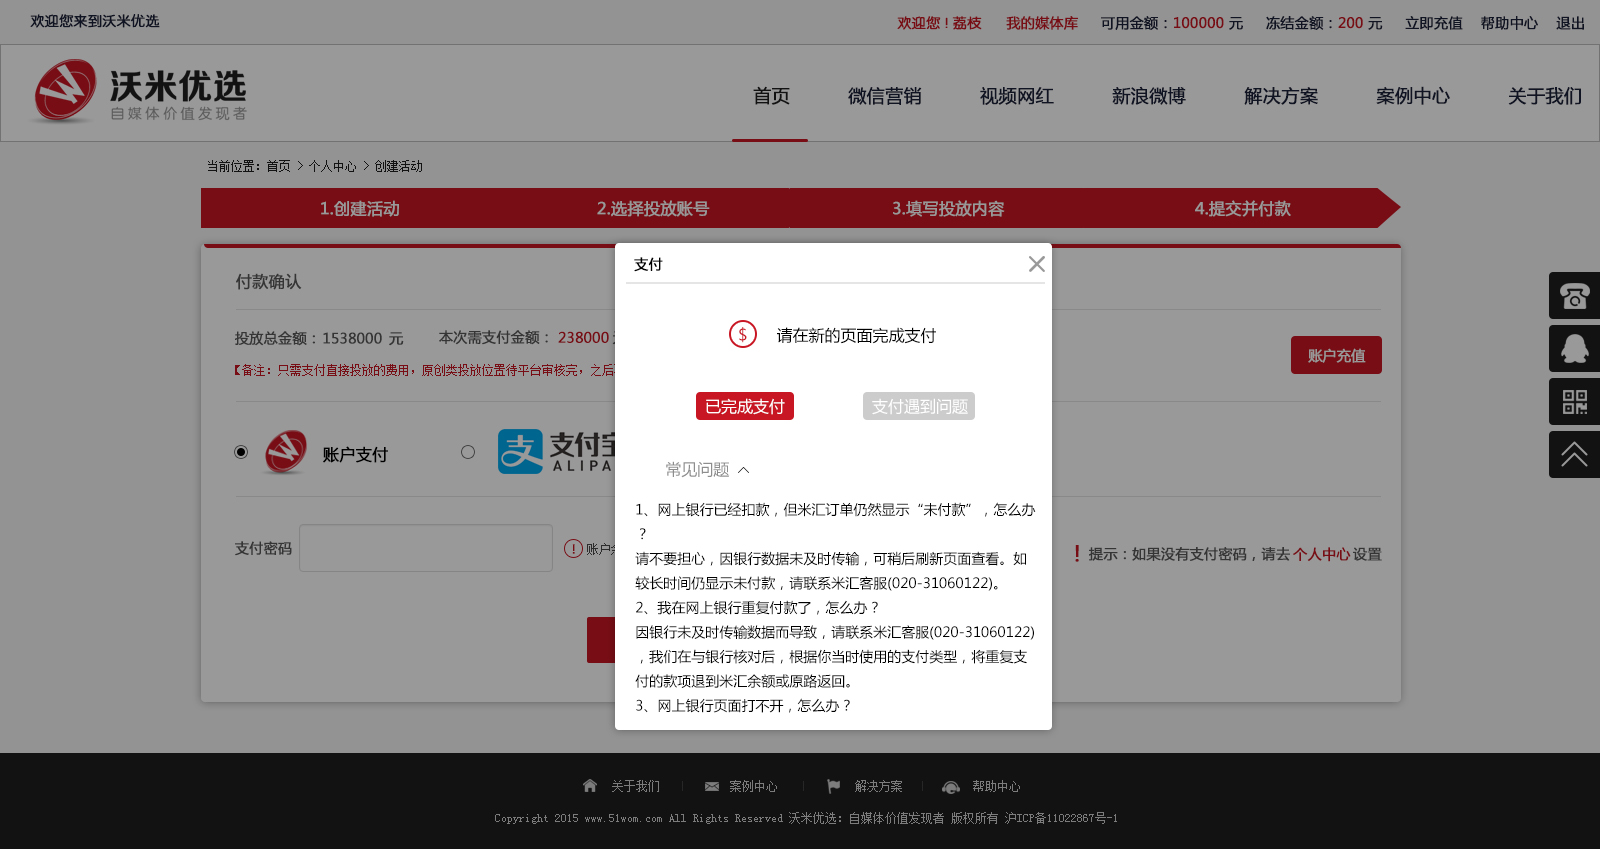 欢迎您来到沃米优选
欢迎您！荔枝 我的媒体库 可用金额：100000 元 冻结金额：200 元 立即充值 帮助中心 退出
沃米优选
自媒体价值发现者
首页 微信营销 视频网红 新浪微博 解决方案 案例中心 关于我们
当前位置：首页 > 个人中心 > 创建活动
1.创建活动 2.选择投放账号 3.填写投放内容 4.提交并付款
付款确认
投放总金额：1538000 元 本次需支付金额： 238000
【备注：只需支付直接投放的费用，原创类投放位置待平台审核完，之后
账户充值
账户支付
支付宝
ALIPA
支付密码
账户
! 提示：如果没有支付密码，请去 个人中心 设置
支付
$ 请在新的页面完成支付
已完成支付 支付遇到问题
常见问题
1、网上银行已经扣款，但米汇订单仍然显示“未付款”，怎么办
？
请不要担心，因银行数据未及时传输，可稍后刷新页面查看。如
较长时间仍显示未付款，请联系米汇客服(020-31060122)。
2、我在网上银行重复付款了，怎么办？
因银行未及时传输数据而导致，请联系米汇客服(020-31060122)
，我们在与银行核对后，根据你当时使用的支付类型，将重复支
付的款项退到米汇余额或原路返回。
3、网上银行页面打不开，怎么办？
关于我们 案例中心 解决方案 帮助中心
Copyright 2015 www.51wom.com All Rights Reserved 沃米优选：自媒体价值发现者 版权所有 沪ICP备11022867号-1